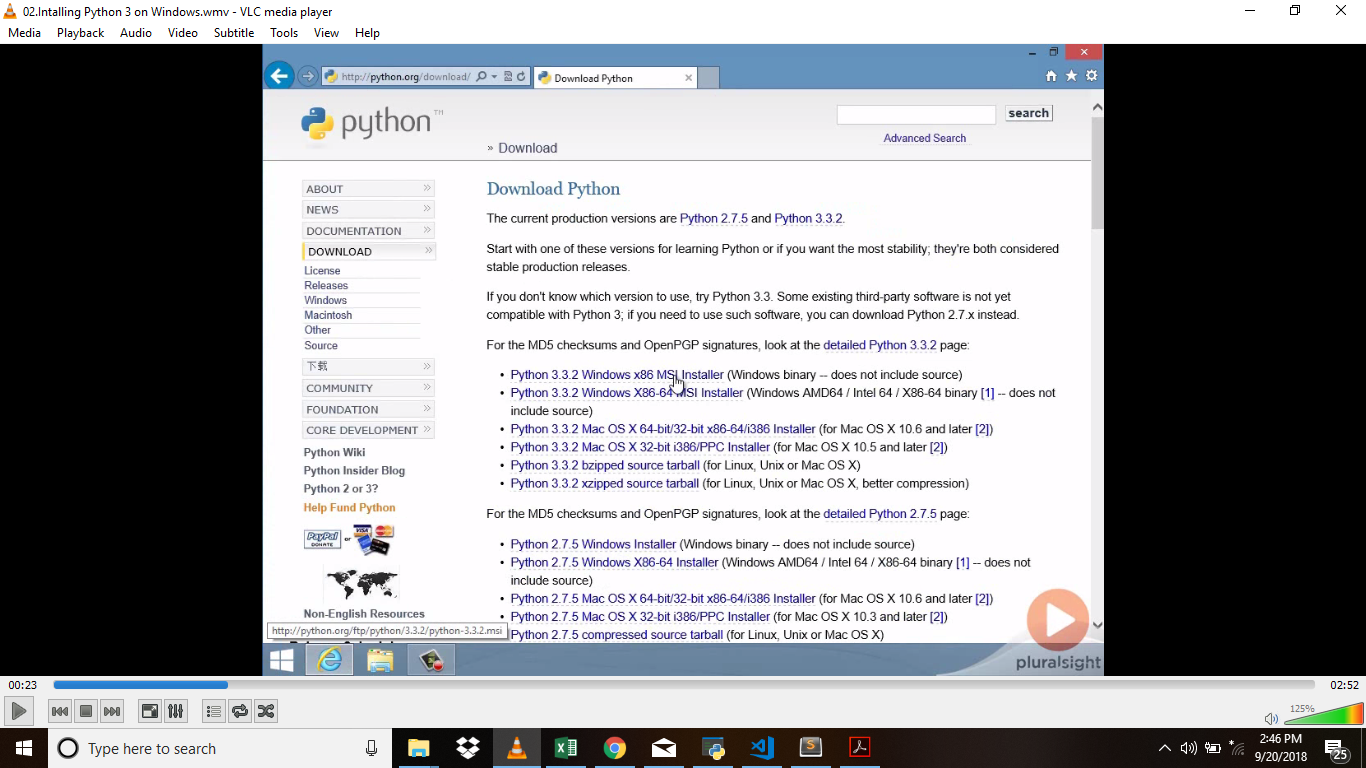 02.Intalling Python 3 on Windows.wmv - VLC media player
Media Playback Audio Video Subtitle Tools View Help
http://python.org/download/
Download Python
python™
search
Advanced Search
» Download
ABOUT
NEWS
DOCUMENTATION
DOWNLOAD
License
Releases
Windows
Macintosh
Other
Source
下载
COMMUNITY
FOUNDATION
CORE DEVELOPMENT
Python Wiki
Python Insider Blog
Python 2 or 3?
Help Fund Python
PayPal DONATE or VISA
Non-English Resources
http://python.org/ftp/python/3.3.2/python-3.3.2.msi
Download Python
The current production versions are Python 2.7.5 and Python 3.3.2.
Start with one of these versions for learning Python or if you want the most stability; they're both considered
stable production releases.
If you don't know which version to use, try Python 3.3. Some existing third-party software is not yet
compatible with Python 3; if you need to use such software, you can download Python 2.7.x instead.
For the MD5 checksums and OpenPGP signatures, look at the detailed Python 3.3.2 page:
• Python 3.3.2 Windows x86 MSI Installer (Windows binary -- does not include source)
• Python 3.3.2 Windows X86-64 MSI Installer (Windows AMD64 / Intel 64 / X86-64 binary [1] -- does not
include source)
• Python 3.3.2 Mac OS X 64-bit/32-bit x86-64/i386 Installer (for Mac OS X 10.6 and later [2])
• Python 3.3.2 Mac OS X 32-bit i386/PPC Installer (for Mac OS X 10.5 and later [2])
• Python 3.3.2 bzipped source tarball (for Linux, Unix or Mac OS X)
• Python 3.3.2 xzipped source tarball (for Linux, Unix or Mac OS X, better compression)
For the MD5 checksums and OpenPGP signatures, look at the detailed Python 2.7.5 page:
• Python 2.7.5 Windows Installer (Windows binary -- does not include source)
• Python 2.7.5 Windows X86-64 Installer (Windows AMD64 / Intel 64 / X86-64 binary [1] -- does not
include source)
• Python 2.7.5 Mac OS X 64-bit/32-bit x86-64/i386 Installer (for Mac OS X 10.6 and later [2])
• Python 2.7.5 Mac OS X 32-bit i386/PPC Installer (for Mac OS X 10.3 and later [2])
Python 2.7.5 compressed source tarball (for Linux, Unix or Mac OS X)
pluralsight
00:23
02:52
125%
Type here to search
2:46 PM
9/20/2018
25